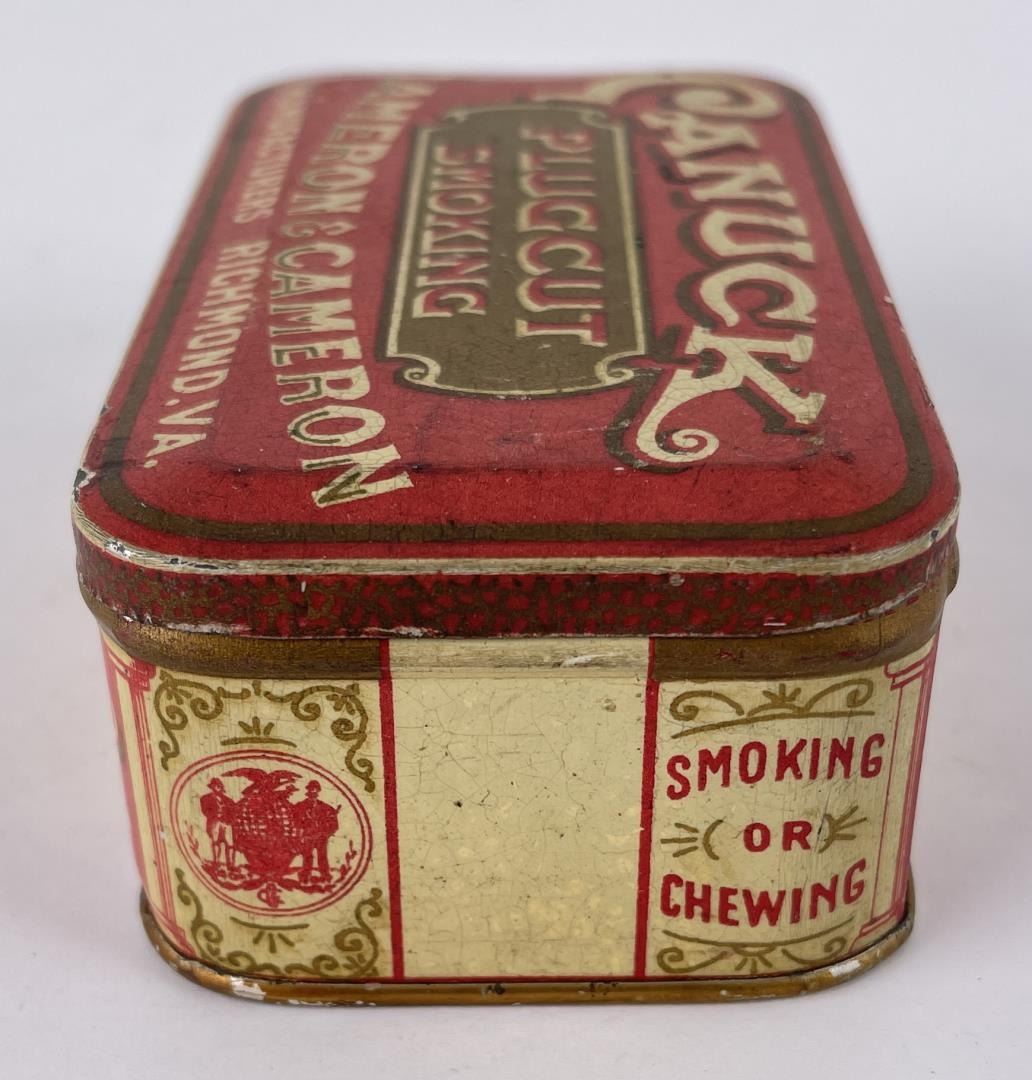 CANUCK
PLUG CUT
SMOKING
CAMERON & CAMERON
MANUFACTURERS RICHMOND. VA.
SMOKING
OR
CHEWING